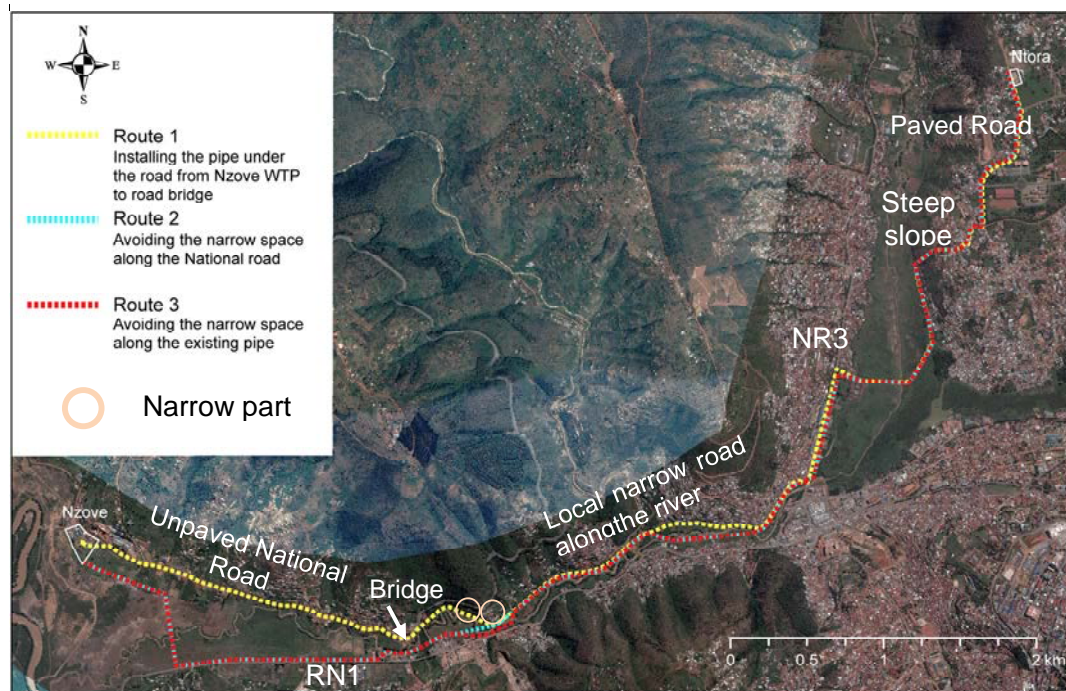 N
W E
S
Route 1
Installing the pipe under
the road from Nzove WTP
to road bridge
Route 2
Avoiding the narrow space
along the National road
Route 3
Avoiding the narrow space
along the existing pipe
Narrow part
Ntora
Paved Road
Steep
slope
NR3
Local narrow road
alongthe river
Nzove
Unpaved National
Road
Bridge
RN1
0 0.5 1 2 km